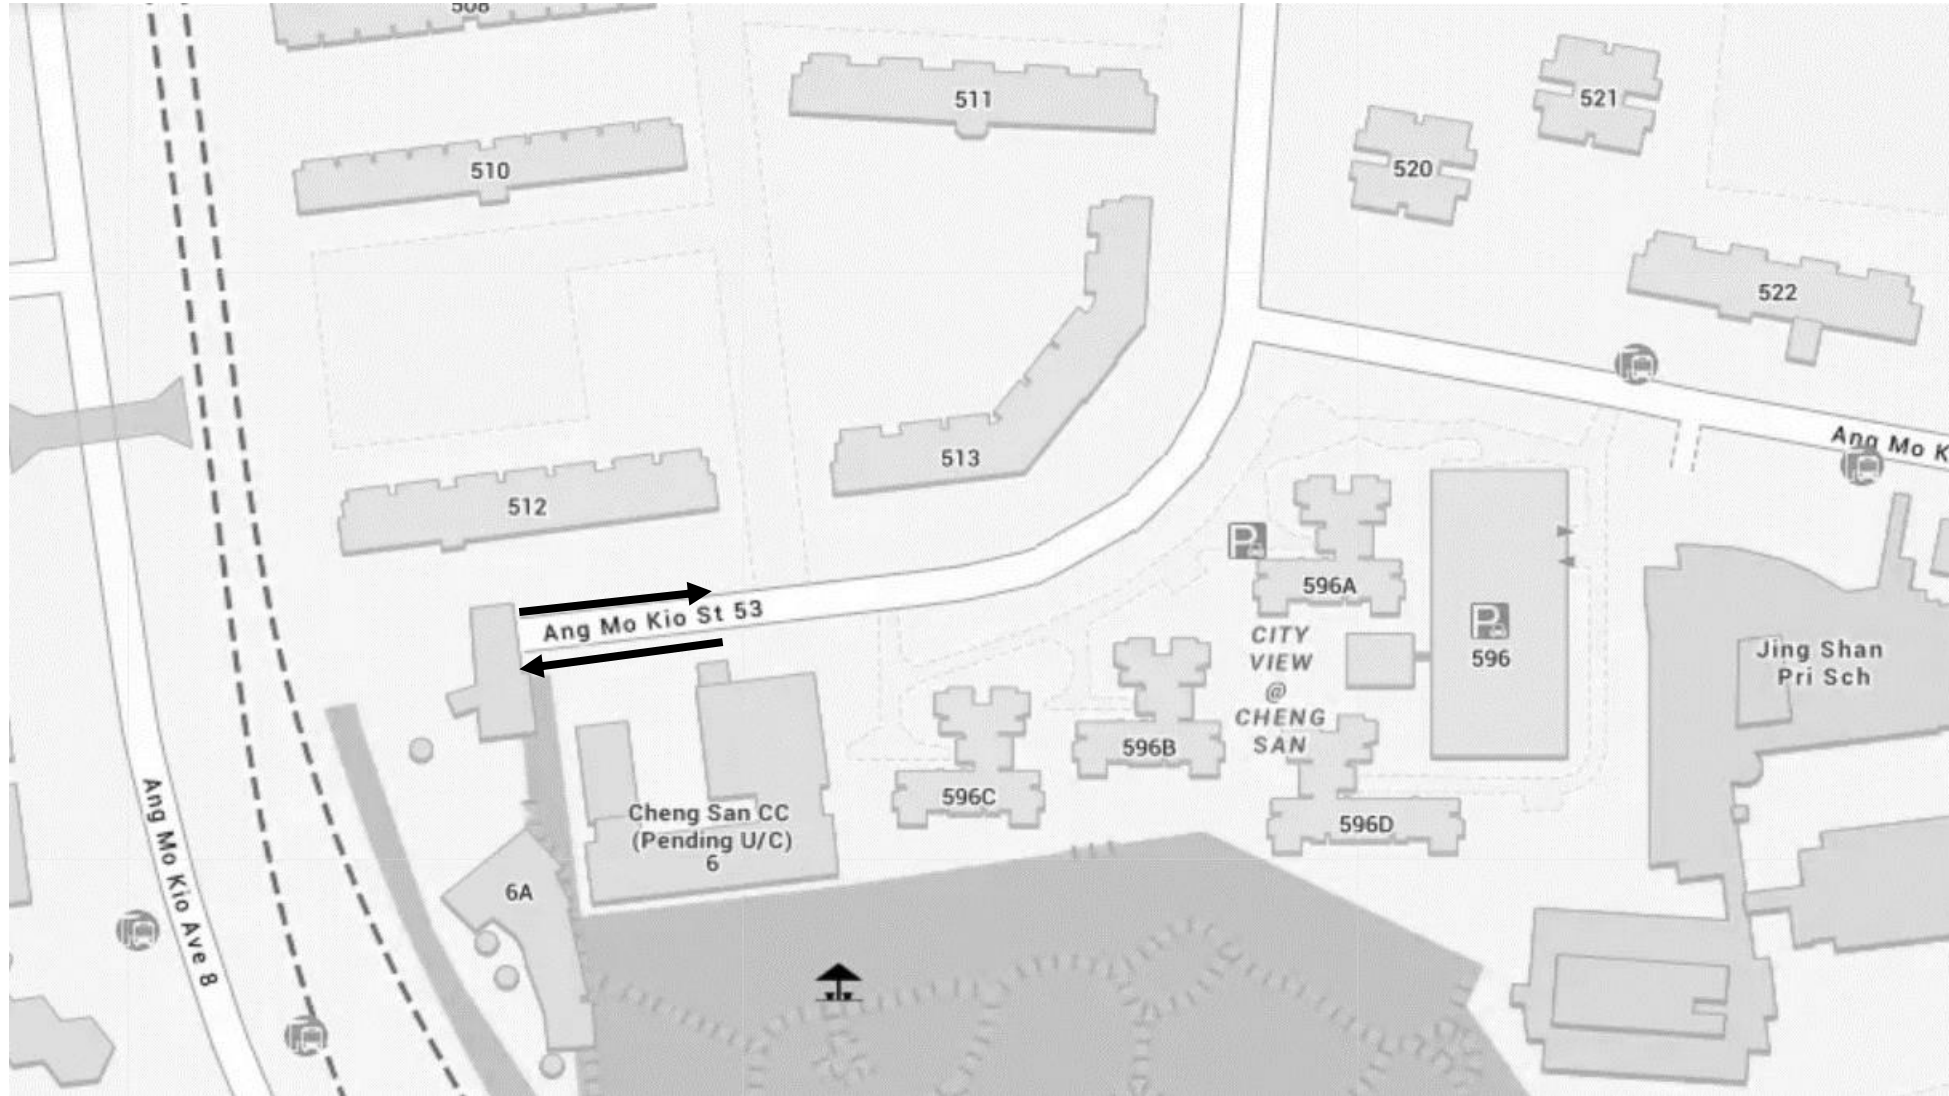 508
511
521
510
520
522
513
512
Ang Mo K
Ang Mo Kio St 53
P
596A
P
596
CITY
VIEW
@
CHENG
SAN
Jing Shan
Pri Sch
596B
596C
596D
Cheng San CC
(Pending U/C)
6
6A
Ang Mo Kio Ave 8